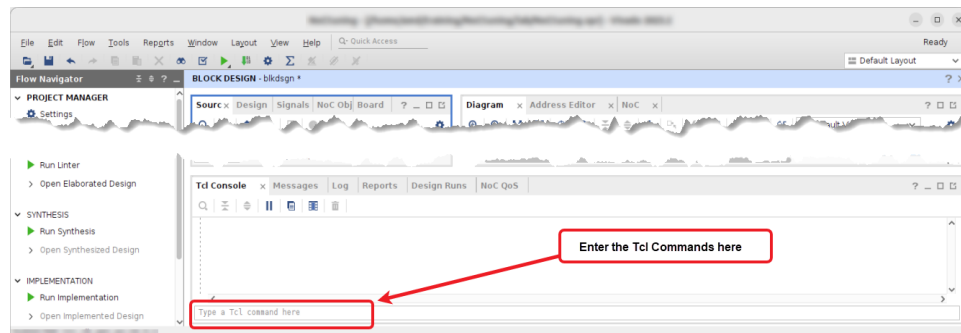 File Edit Flow Tools Reports Window Layout View Help Q- Quick Access Ready
Default Layout
Flow Navigator ? BLOCK DESIGN - blkdsgn * ?
PROJECT MANAGER
Settings
Sourc x Design Signals NoC Obj Board ? Diagram x Address Editor x NoC x ?
Run Linter
Open Elaborated Design
Tcl Console x Messages Log Reports Design Runs NoC QoS ?
SYNTHESIS
Run Synthesis
Open Synthesized Design
Enter the Tcl Commands here
IMPLEMENTATION
Run Implementation
Open Implemented Design
Type a Tcl command here